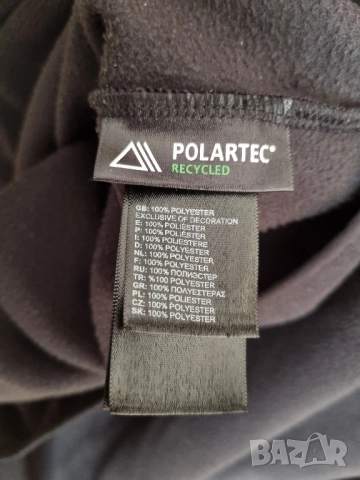 POLARTEC®
RECYCLED
GB: 100% POLYESTER
EXCLUSIVE OF DECORATION
E: 100% POLIESTER
P: 100% POLIÉSTER
I: 100% POLIESTERE
D: 100% POLYESTER
NL: 100% POLYESTER
F: 100% POLYESTER
RU: 100% ПОЛИЭСТЕР
TR: %100 POLYESTER
GR: 100% ΠΟΛΥΕΣΤΕΡΑΣ
PL: 100% POLIESTER
CZ: 100% POLYESTER
SK: 100% POLYESTER
BAZAR